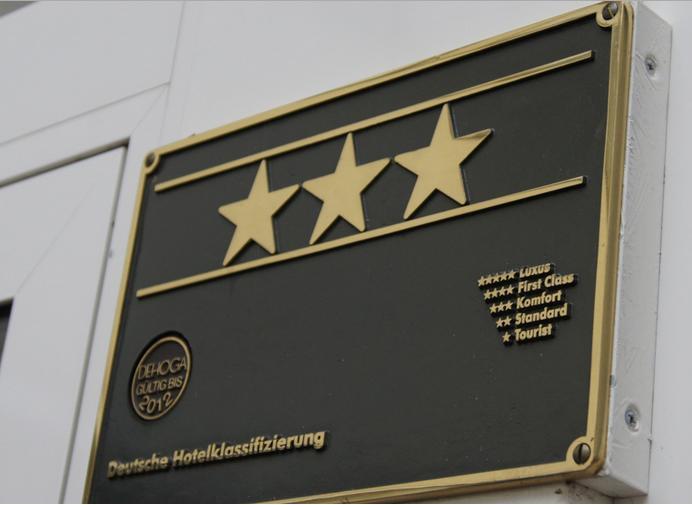 ★★★★★ Luxus
★★★★ First Class
★★★ Komfort
★★ Standard
★ Tourist
DEHOGA
GÜLTIG BIS
2012
Deutsche Hotelklassifizierung